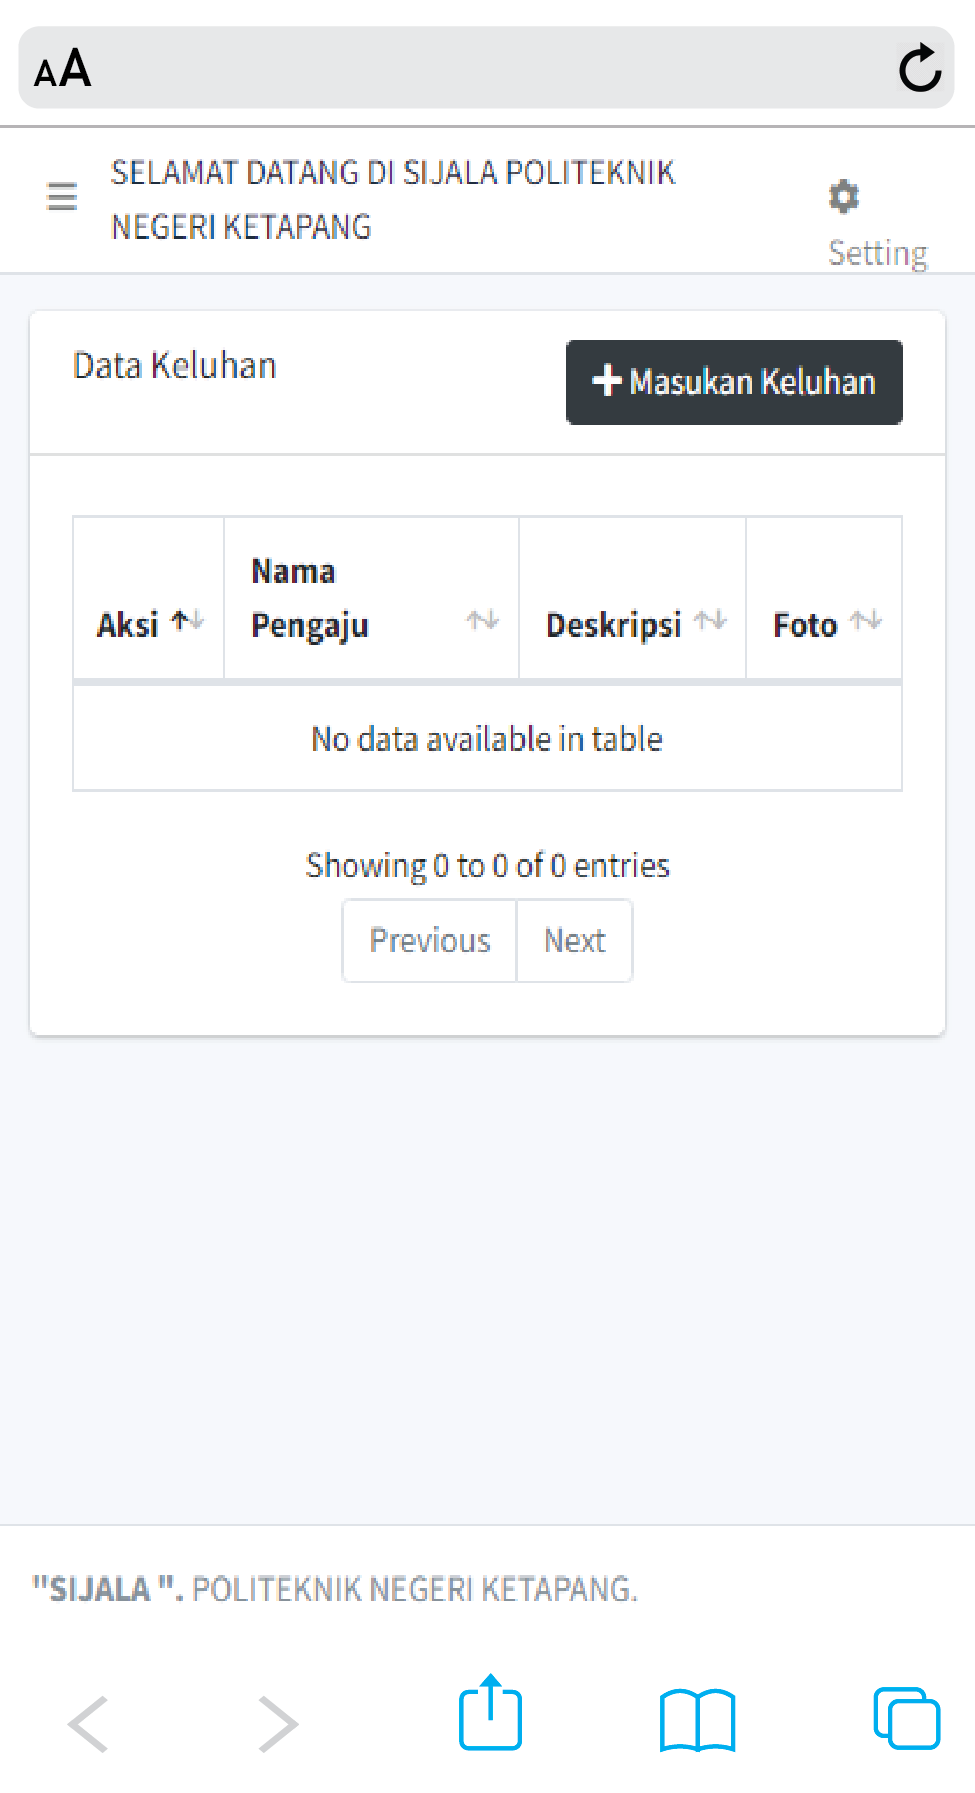 AA
SELAMAT DATANG DI SIJALA POLITEKNIK
NEGERI KETAPANG
Setting
Data Keluhan
Masukan Keluhan
Aksi
Nama
Pengaju
Deskripsi
Foto
No data available in table
Showing 0 to 0 of 0 entries
Previous
Next
"SIJALA ". POLITEKNIK NEGERI KETAPANG.